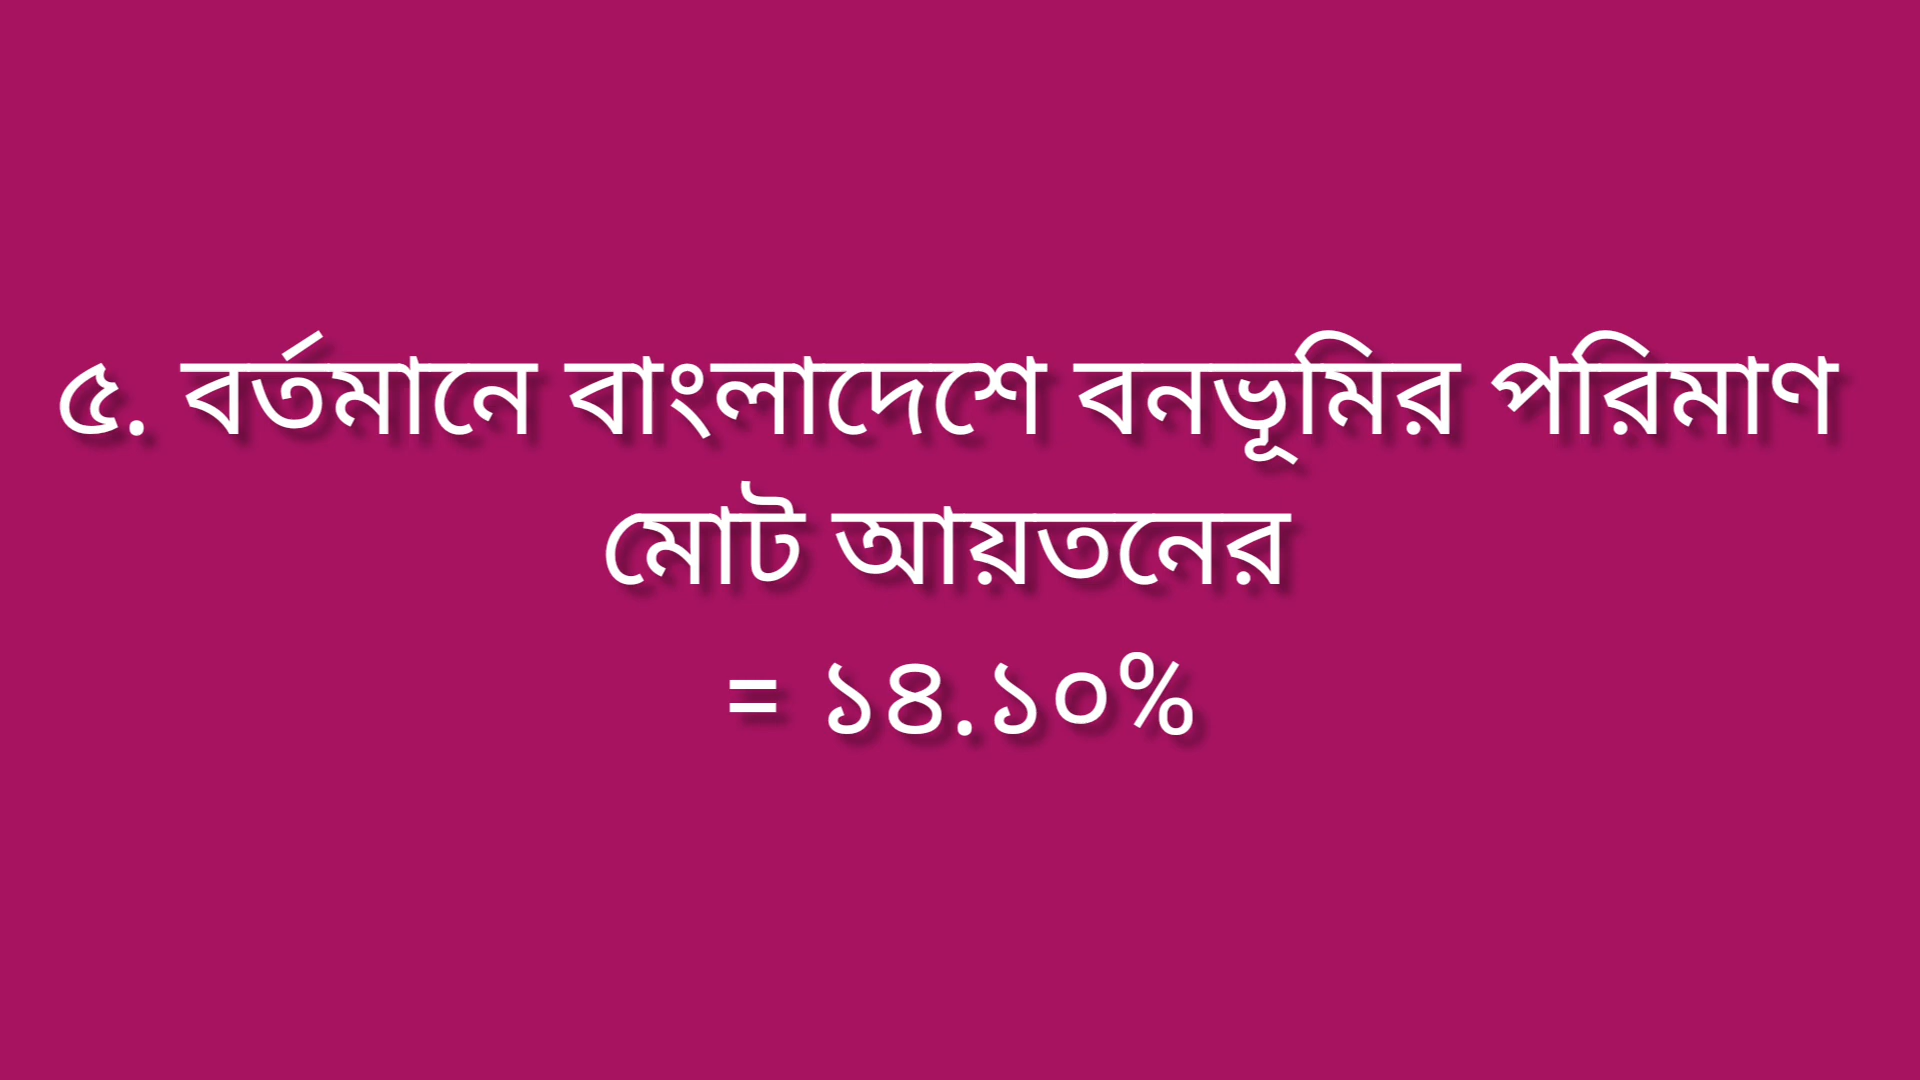 ৫. বর্তমানে বাংলাদেশে বনভূমির পরিমাণ
মোট আয়তনের
= ১৪.১০%